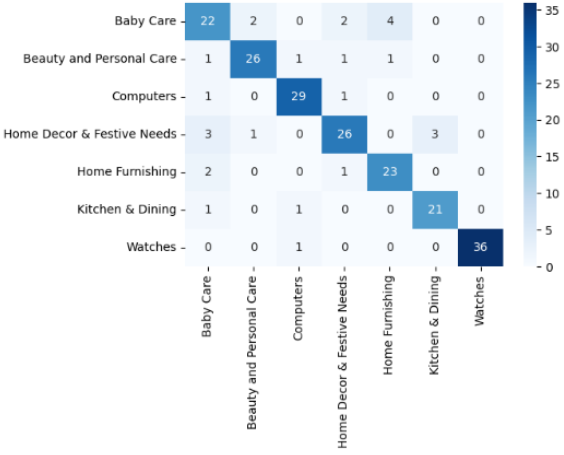 Baby Care 22 2 0 2 4 0 0
Beauty and Personal Care 1 26 1 1 1 0 0
Computers 1 0 29 1 0 0 0
Home Decor & Festive Needs 3 1 0 26 0 3 0
Home Furnishing 2 0 0 1 23 0 0
Kitchen & Dining 1 0 1 0 0 21 0
Watches 0 0 1 0 0 0 36
Baby Care
Beauty and Personal Care
Computers
Home Decor & Festive Needs
Home Furnishing
Kitchen & Dining
Watches
35
30
25
20
15
10
5
0